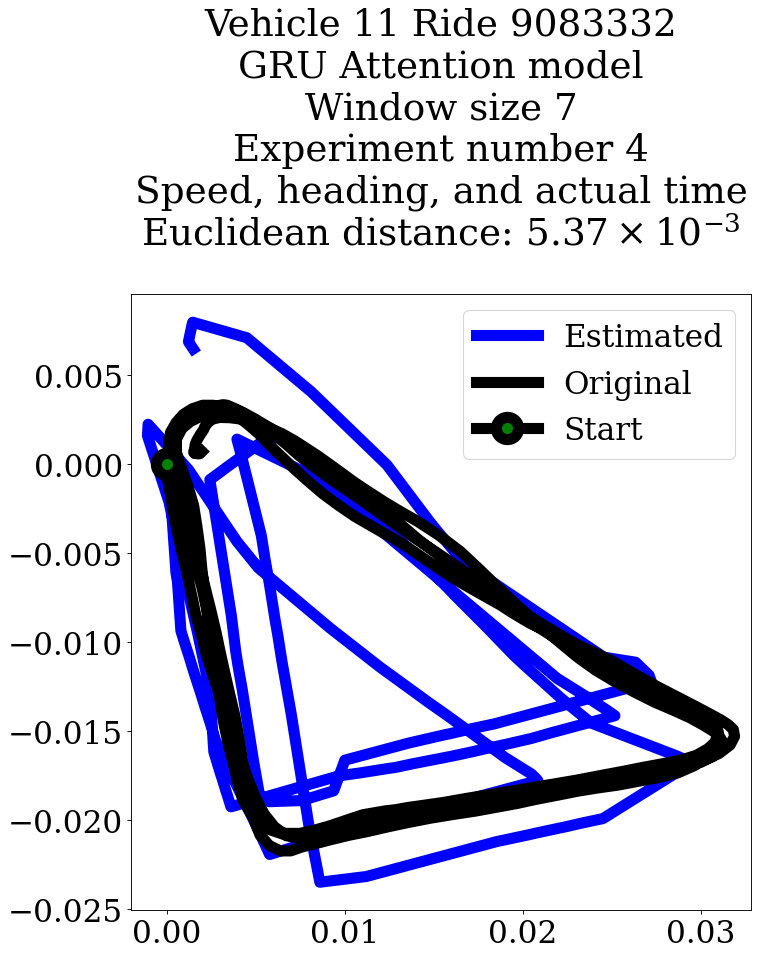 Vehicle 11 Ride 9083332
GRU Attention model
Window size 7
Experiment number 4
Speed, heading, and actual time
Euclidean distance: 5.37 × 10⁻³
Estimated
Original
Start
0.005
0.000
−0.005
−0.010
−0.015
−0.020
−0.025
0.00 0.01 0.02 0.03